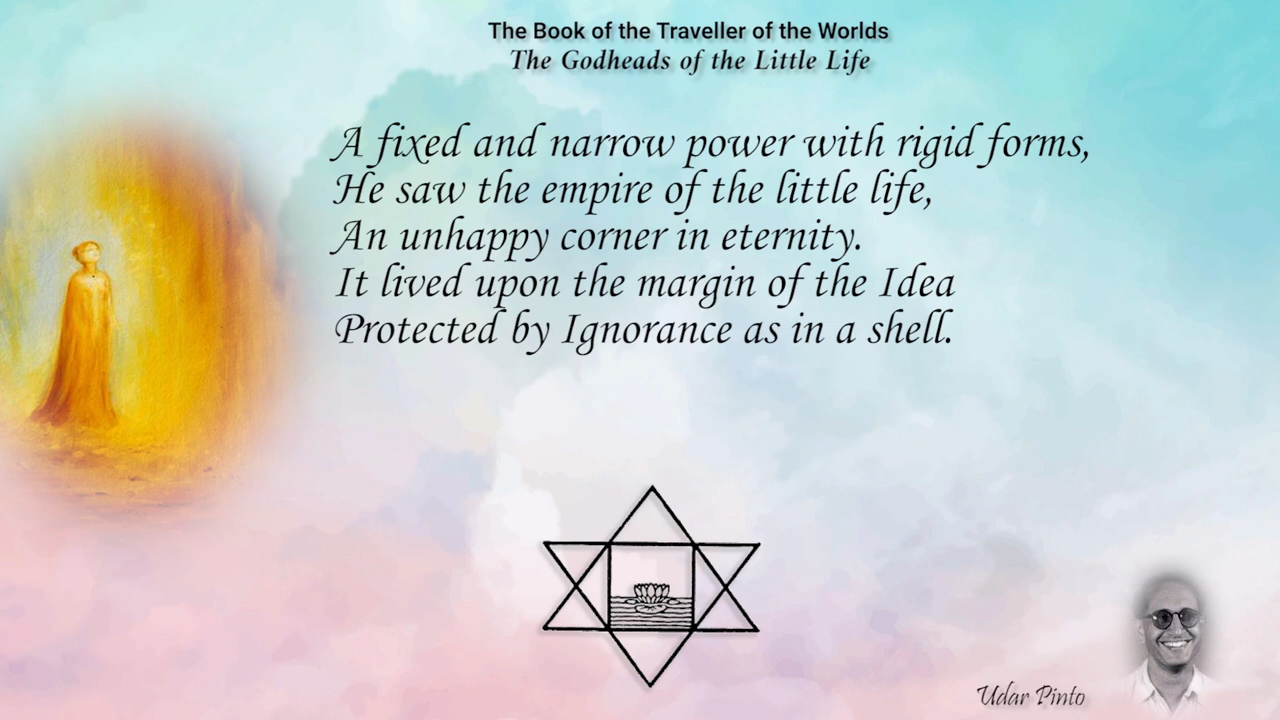 The Book of the Traveller of the Worlds
The Godheads of the Little Life
A fixed and narrow power with rigid forms,
He saw the empire of the little life,
An unhappy corner in eternity.
It lived upon the margin of the Idea
Protected by Ignorance as in a shell.
Udar Pinto